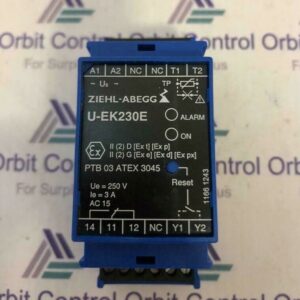 Orbit Control Orbit Control
A1 A2 NC NC T1 T2
Us
TP
ZIEHL-ABEGG
U-EK230E
ALARM
ON
Ex
II (2) D [Ex t] [Ex p]
II (2) G [Ex e] [Ex d] [Ex px]
PTB 03 ATEX 3045
Ue = 250 V
Ie = 3 A
AC 15
Reset
1166 1243
14 11 12 NC Y1 Y2